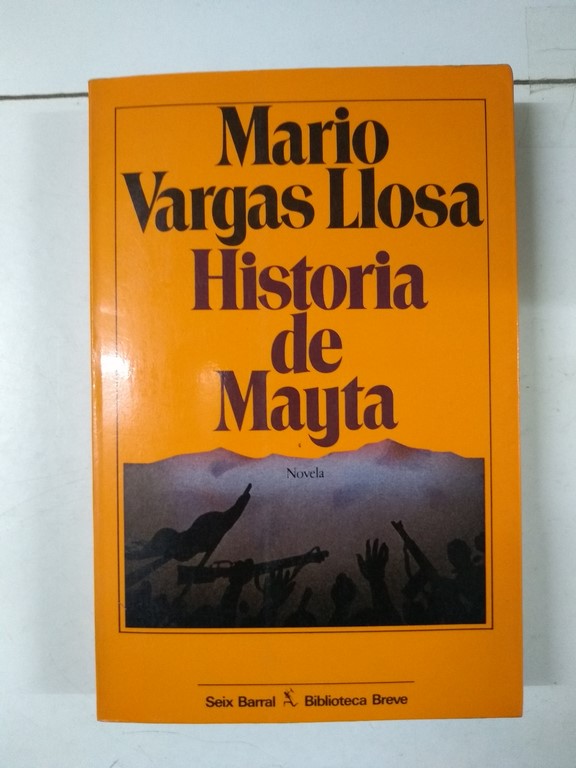 Mario
Vargas Llosa
Historia
de
Mayta
Novela
Seix Barral Biblioteca Breve